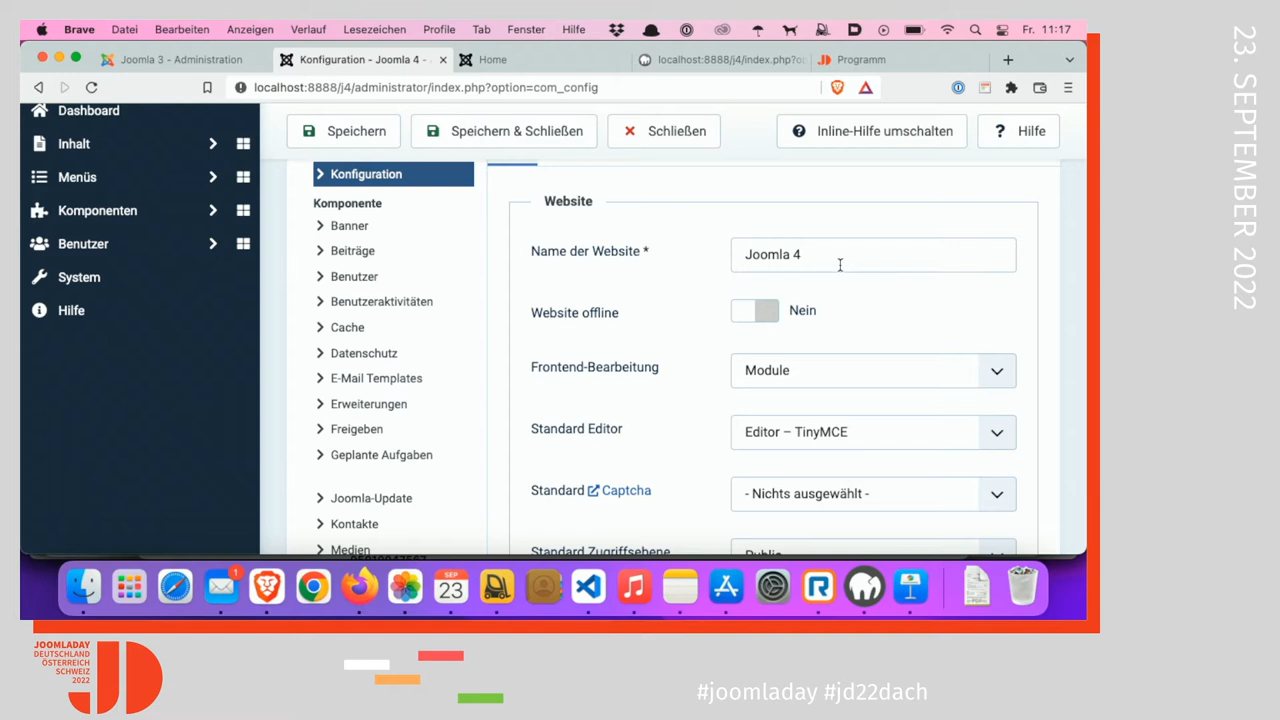 Brave Datei Bearbeiten Anzeigen Verlauf Lesezeichen Profile Tab Fenster Hilfe Fr. 11:17
Joomla 3 - Administration
Konfiguration - Joomla 4 -
Home
localhost:8888/j4/index.php?o
Programm
localhost:8888/j4/administrator/index.php?option=com_config
Dashboard
Inhalt
Menüs
Komponenten
Benutzer
System
Hilfe
Speichern
Speichern & Schließen
Schließen
Inline-Hilfe umschalten
Hilfe
Konfiguration
Komponente
Banner
Beiträge
Benutzer
Benutzeraktivitäten
Cache
Datenschutz
E-Mail Templates
Erweiterungen
Freigeben
Geplante Aufgaben
Joomla-Update
Kontakte
Medien
Website
Name der Website *
Joomla 4
Website offline
Nein
Frontend-Bearbeitung
Module
Standard Editor
Editor – TinyMCE
Standard Captcha
- Nichts ausgewählt -
Standard Zugriffsebene
Public
1
SEP
23
23. SEPTEMBER 2022
JOOMLADAY
DEUTSCHLAND
ÖSTERREICH
SCHWEIZ
2022
JD
#joomladay #jd22dach